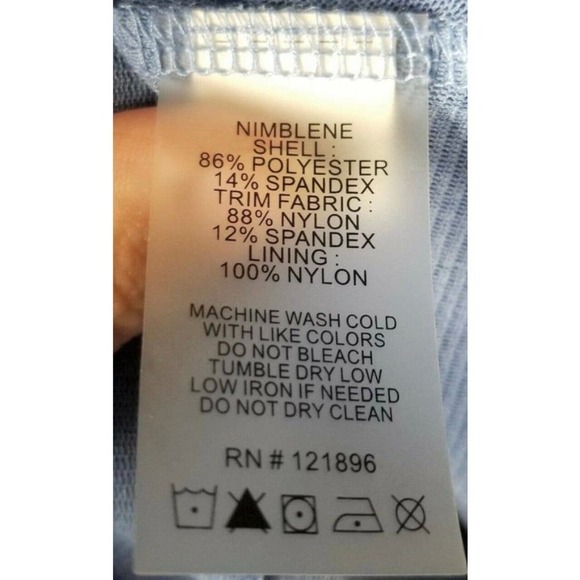 NIMBLENE
SHELL :
86% POLYESTER
14% SPANDEX
TRIM FABRIC :
88% NYLON
12% SPANDEX
LINING :
100% NYLON
MACHINE WASH COLD
WITH LIKE COLORS
DO NOT BLEACH
TUMBLE DRY LOW
LOW IRON IF NEEDED
DO NOT DRY CLEAN
RN # 121896